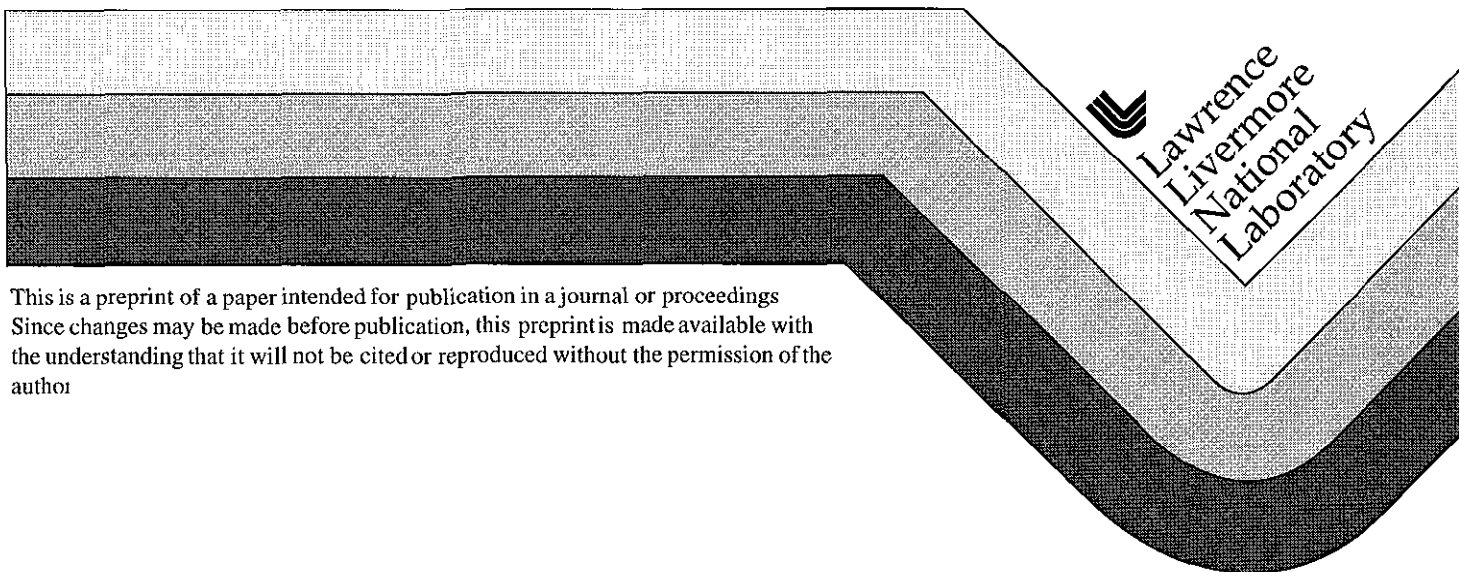 Lawrence
Livermore
National
Laboratory
This is a preprint of a paper intended for publication in a journal or proceedings
Since changes may be made before publication, this preprint is made available with
the understanding that it will not be cited or reproduced without the permission of the
author